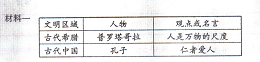 材料一
文明区域 人物 观点或名言
古代希腊 普罗塔哥拉 人是万物的尺度
古代中国 孔子 仁者爱人